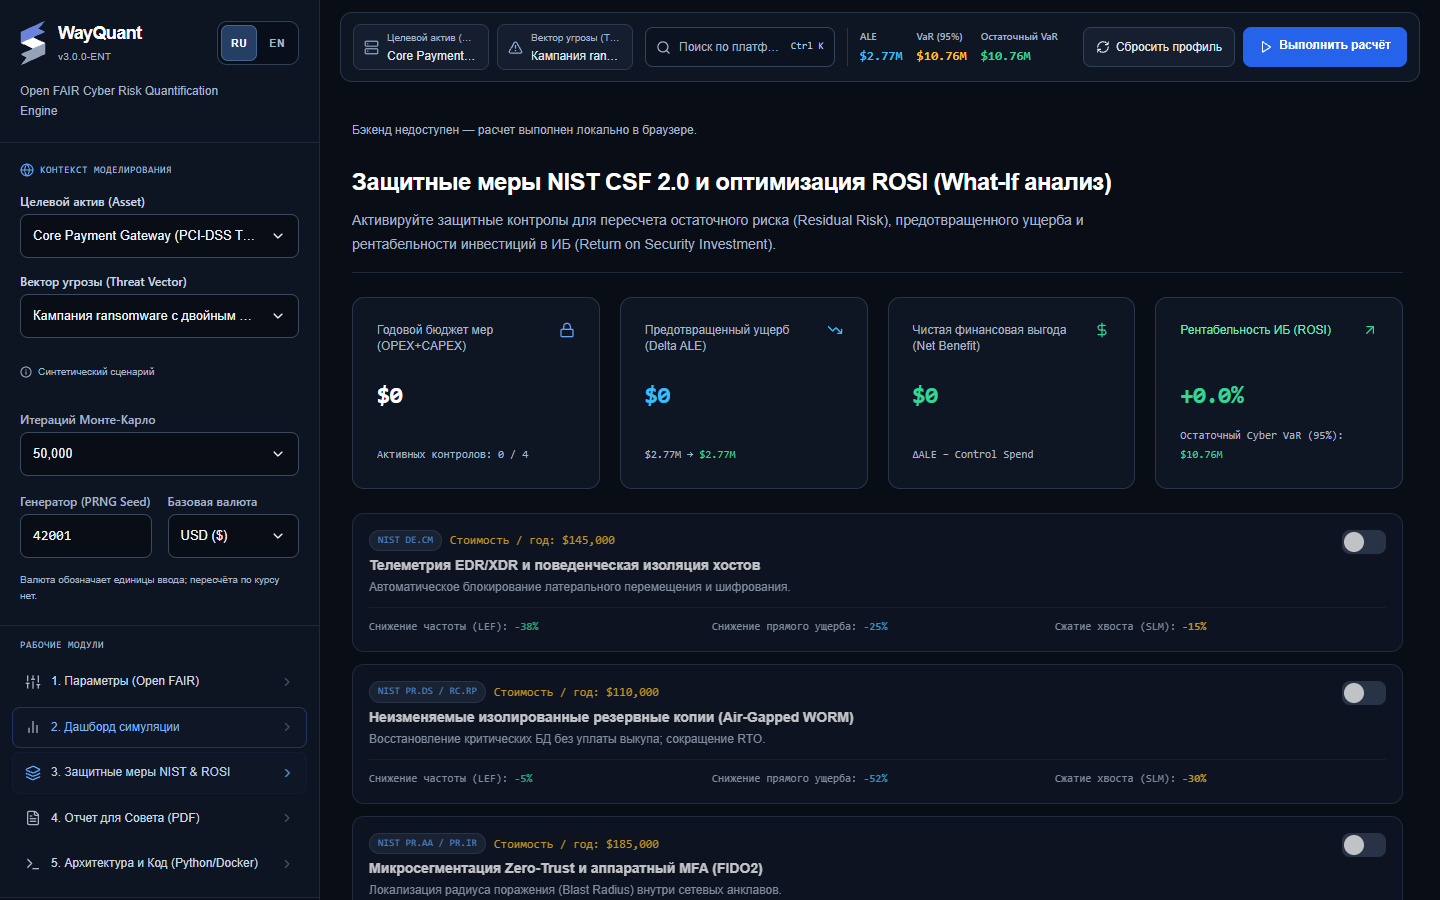 WayQuant
v3.0.0-ENT
RU EN
Open FAIR Cyber Risk Quantification
Engine
КОНТЕКСТ МОДЕЛИРОВАНИЯ
Целевой актив (Asset)
Core Payment Gateway (PCI-DSS T...
Вектор угрозы (Threat Vector)
Кампания ransomware с двойным ...
Синтетический сценарий
Итераций Монте-Карло
50,000
Генератор (PRNG Seed) Базовая валюта
42001 USD ($)
Валюта обозначает единицы ввода; пересчёта по курсу
нет.
РАБОЧИЕ МОДУЛИ
1. Параметры (Open FAIR)
2. Дашборд симуляции
3. Защитные меры NIST & ROSI
4. Отчет для Совета (PDF)
5. Архитектура и Код (Python/Docker)
Целевой актив (...
Core Payment...
Вектор угрозы (T...
Кампания ran...
Поиск по платф... Ctrl K
ALE VaR (95%) Остаточный VaR
$2.77M $10.76M $10.76M
Сбросить профиль
Выполнить расчёт
Бэкенд недоступен — расчет выполнен локально в браузере.
Защитные меры NIST CSF 2.0 и оптимизация ROSI (What-If анализ)
Активируйте защитные контролы для пересчета остаточного риска (Residual Risk), предотвращенного ущерба и
рентабельности инвестиций в ИБ (Return on Security Investment).
Годовой бюджет мер
(OPEX+CAPEX)
$0
Активных контролов: 0 / 4
Предотвращенный ущерб
(Delta ALE)
$0
$2.77M → $2.77M
Чистая финансовая выгода
(Net Benefit)
$0
ΔALE − Control Spend
Рентабельность ИБ (ROSI)
+0.0%
Остаточный Cyber VaR (95%):
$10.76M
NIST DE.CM Стоимость / год: $145,000
Телеметрия EDR/XDR и поведенческая изоляция хостов
Автоматическое блокирование латерального перемещения и шифрования.
Снижение частоты (LEF): -38% Снижение прямого ущерба: -25% Сжатие хвоста (SLM): -15%
NIST PR.DS / RC.RP Стоимость / год: $110,000
Неизменяемые изолированные резервные копии (Air-Gapped WORM)
Восстановление критических БД без уплаты выкупа; сокращение RTO.
Снижение частоты (LEF): -5% Снижение прямого ущерба: -52% Сжатие хвоста (SLM): -30%
NIST PR.AA / PR.IR Стоимость / год: $185,000
Микросегментация Zero-Trust и аппаратный MFA (FIDO2)
Локализация радиуса поражения (Blast Radius) внутри сетевых анклавов.